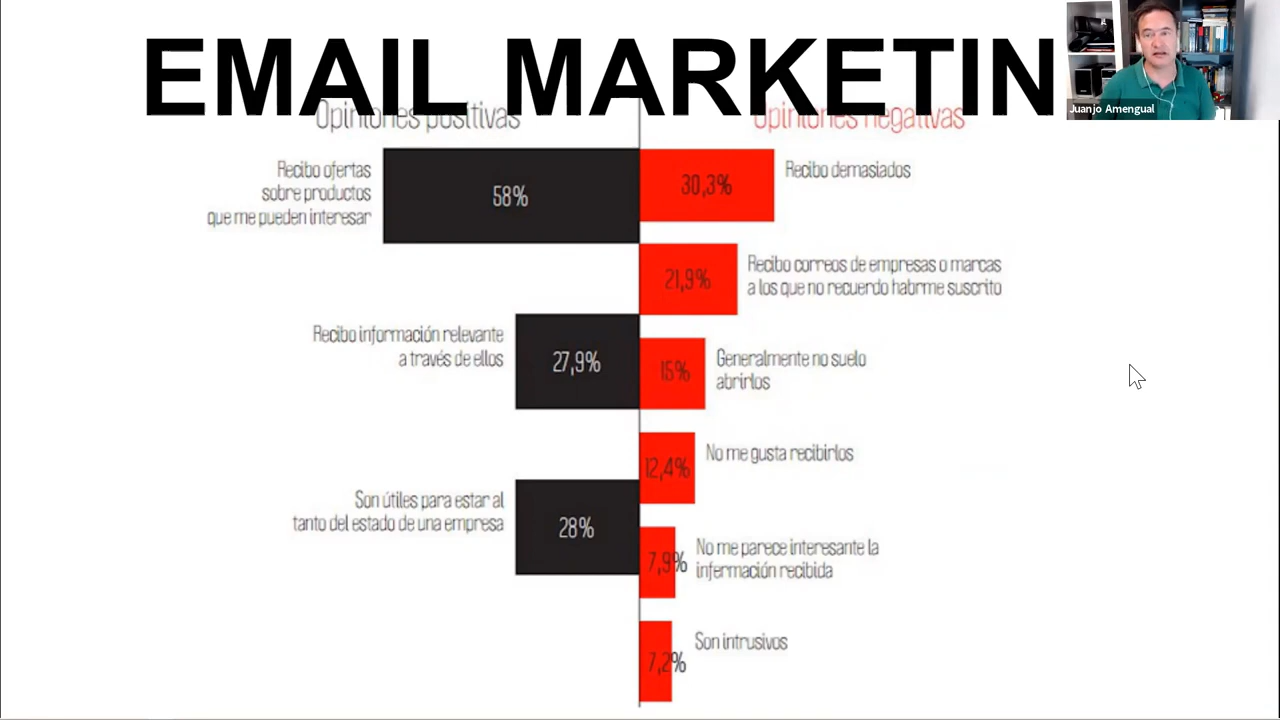 EMAIL MARKETIN
Juanjo Amengual
Opiniones positivas
Recibo ofertas
sobre productos
que me pueden interesar
58%
Recibo información relevante
a través de ellos
27,9%
Son útiles para estar al
tanto del estado de una empresa
28%
Opiniones negativas
30,3%
Recibo demasiados
21,9%
Recibo correos de empresas o marcas
a los que no recuerdo habrme suscrito
15%
Generalmente no suelo
abrirlos
12,4%
No me gusta recibirlos
7,9%
No me parece interesante la
información recibida
7,2%
Son intrusivos